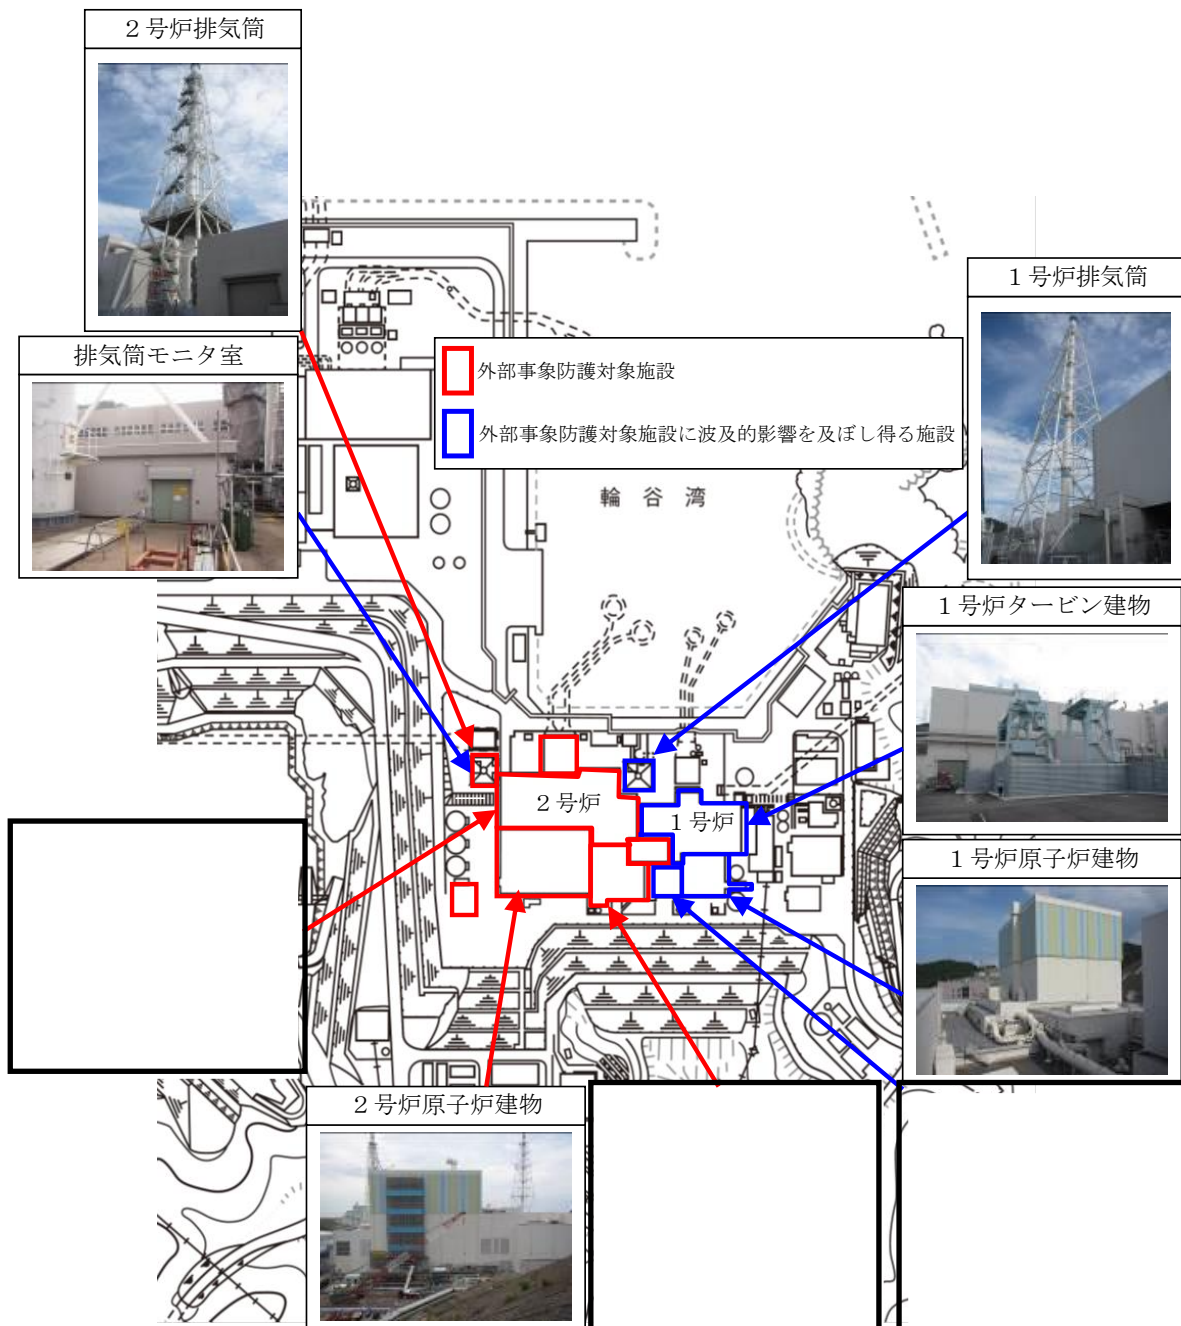 ２号炉排気筒
１号炉排気筒
排気筒モニタ室
外部事象防護対象施設
外部事象防護対象施設に波及的影響を及ぼし得る施設
輪谷湾
１号炉タービン建物
２号炉
１号炉
１号炉原子炉建物
２号炉原子炉建物